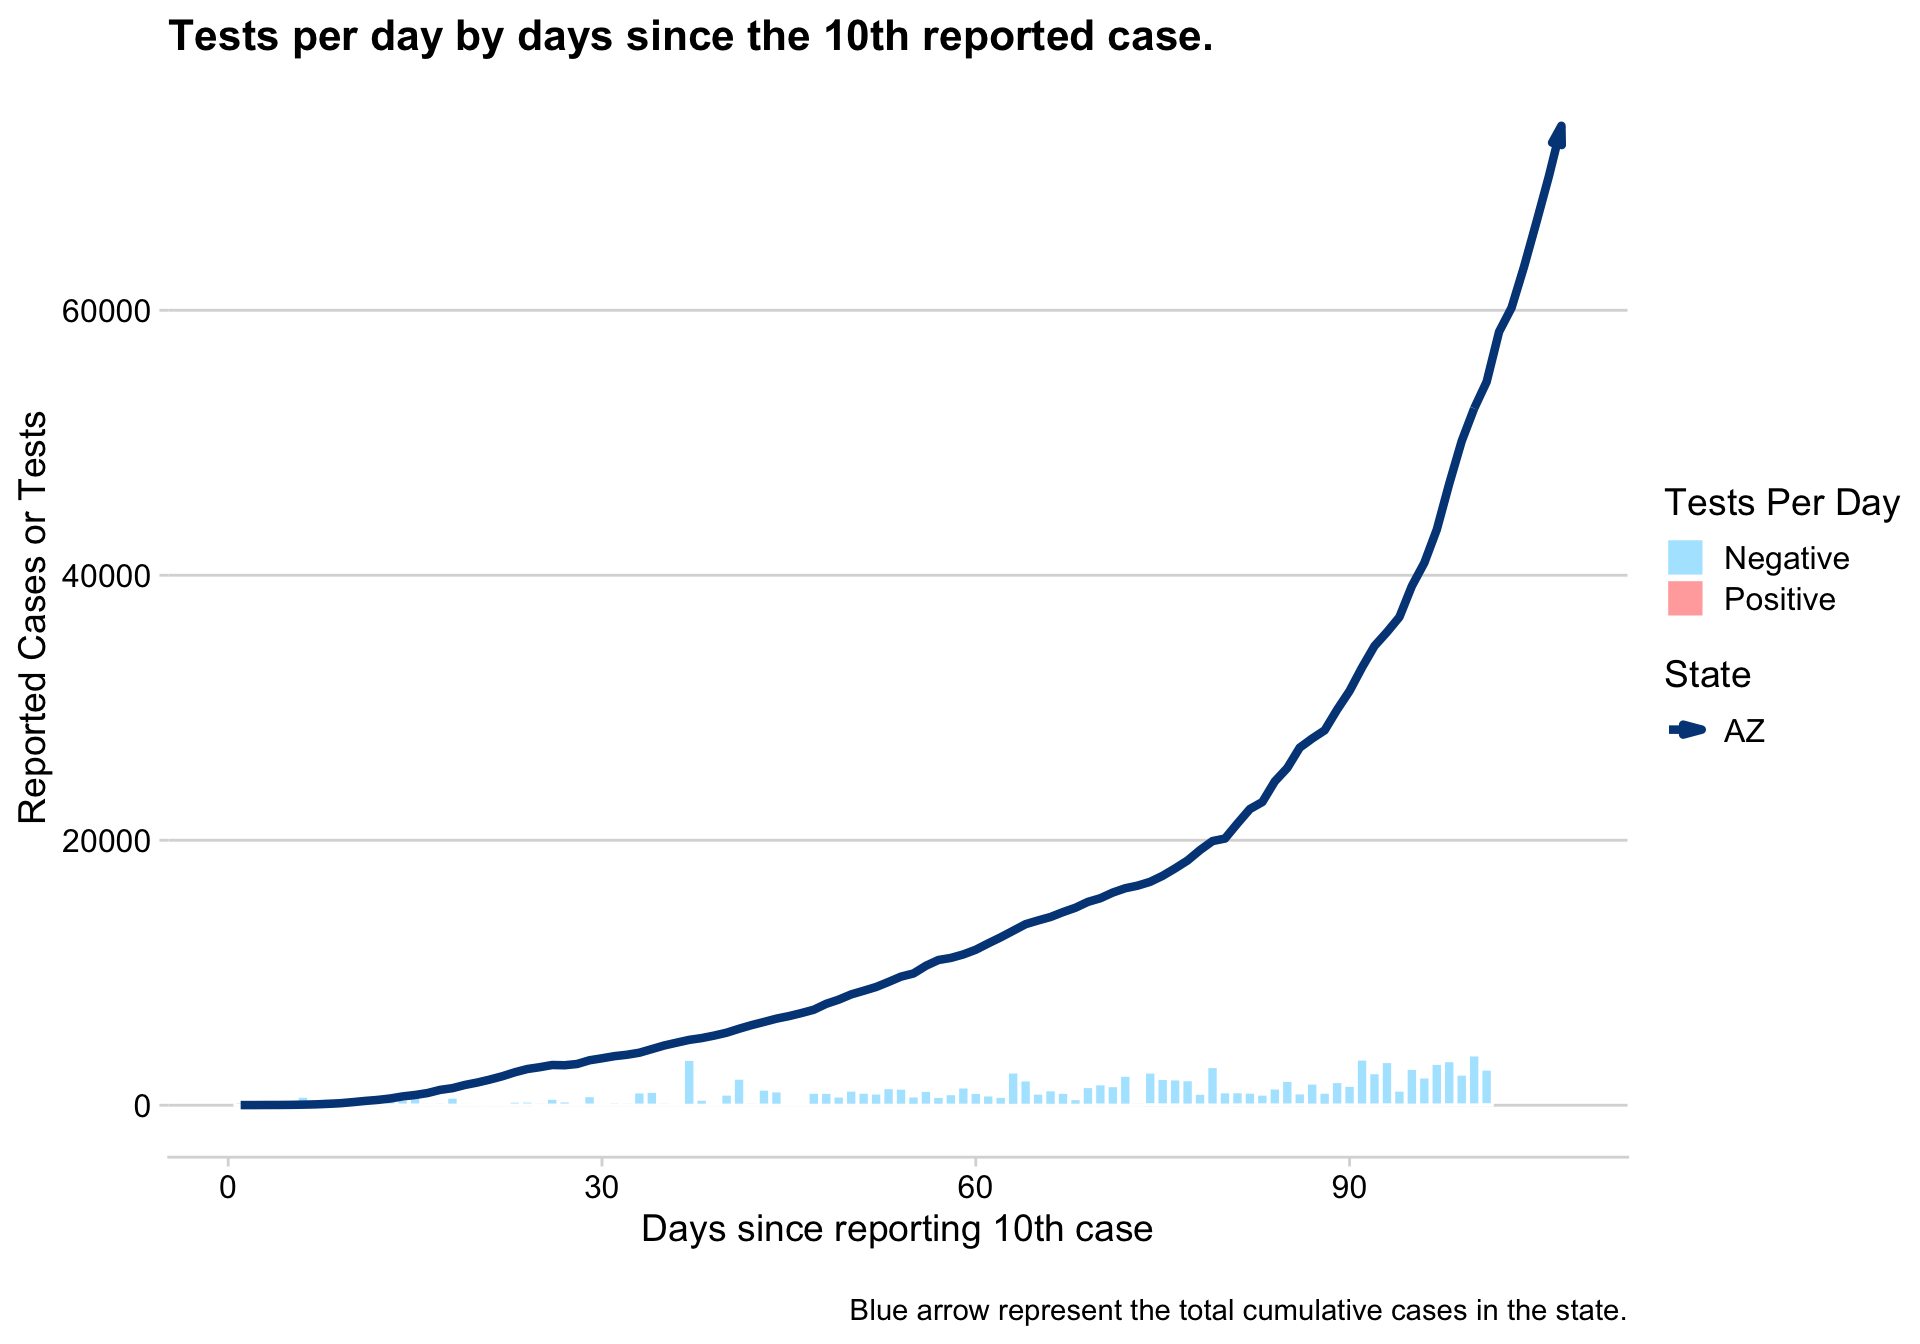 Tests per day by days since the 10th reported case.
Reported Cases or Tests
60000
40000
20000
0
0 30 60 90
Days since reporting 10th case
Tests Per Day
Negative
Positive
State
AZ
Blue arrow represent the total cumulative cases in the state.